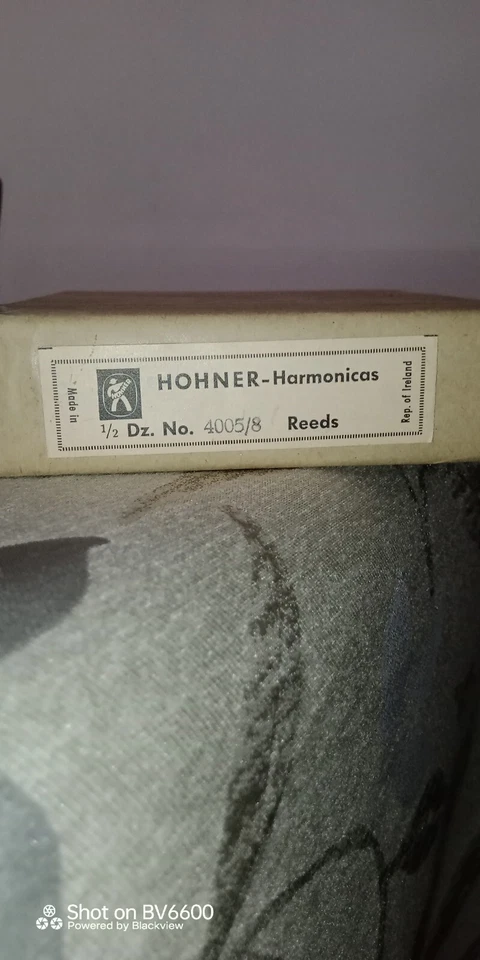 Made in
HOHNER-Harmonicas
1/2 Dz. No. 4005/8 Reeds
Rep. of Ireland
Shot on BV6600
Powered by Blackview